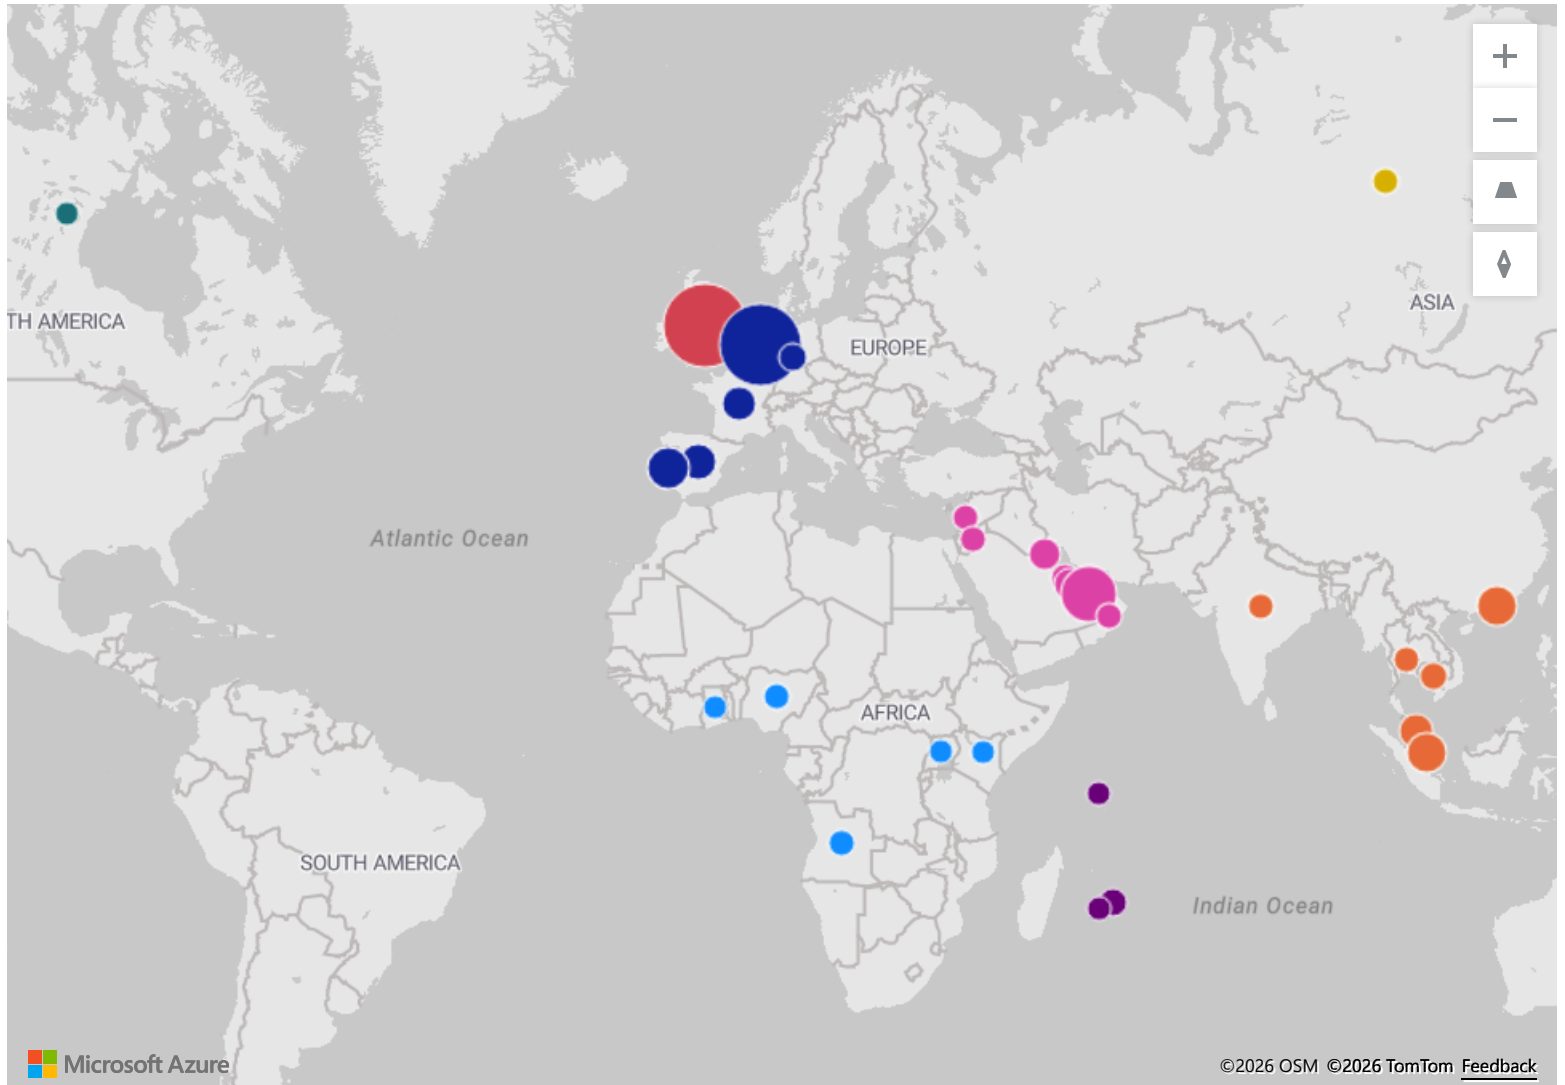 TH AMERICA
ASIA
EUROPE
Atlantic Ocean
AFRICA
SOUTH AMERICA
Indian Ocean
Microsoft Azure
©2026 OSM ©2026 TomTom Feedback